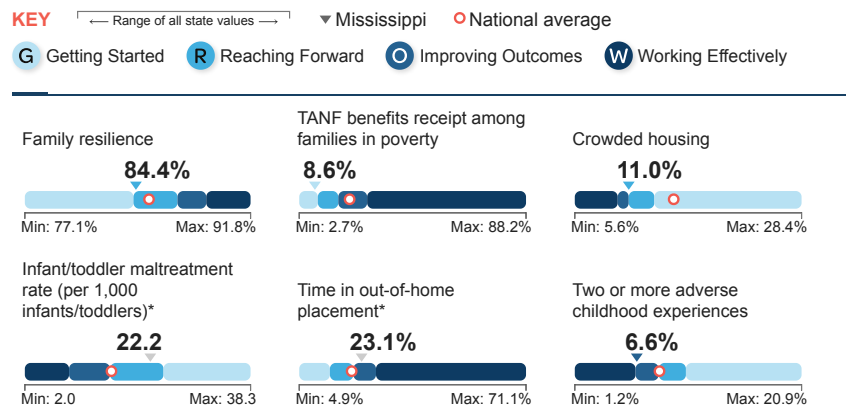 KEY
Range of all state values
Mississippi
National average
G Getting Started
R Reaching Forward
O Improving Outcomes
W Working Effectively
Family resilience
84.4%
Min: 77.1% Max: 91.8%
TANF benefits receipt among
families in poverty
8.6%
Min: 2.7% Max: 88.2%
Crowded housing
11.0%
Min: 5.6% Max: 28.4%
Infant/toddler maltreatment
rate (per 1,000
infants/toddlers)*
22.2
Min: 2.0 Max: 38.3
Time in out-of-home
placement*
23.1%
Min: 4.9% Max: 71.1%
Two or more adverse
childhood experiences
6.6%
Min: 1.2% Max: 20.9%